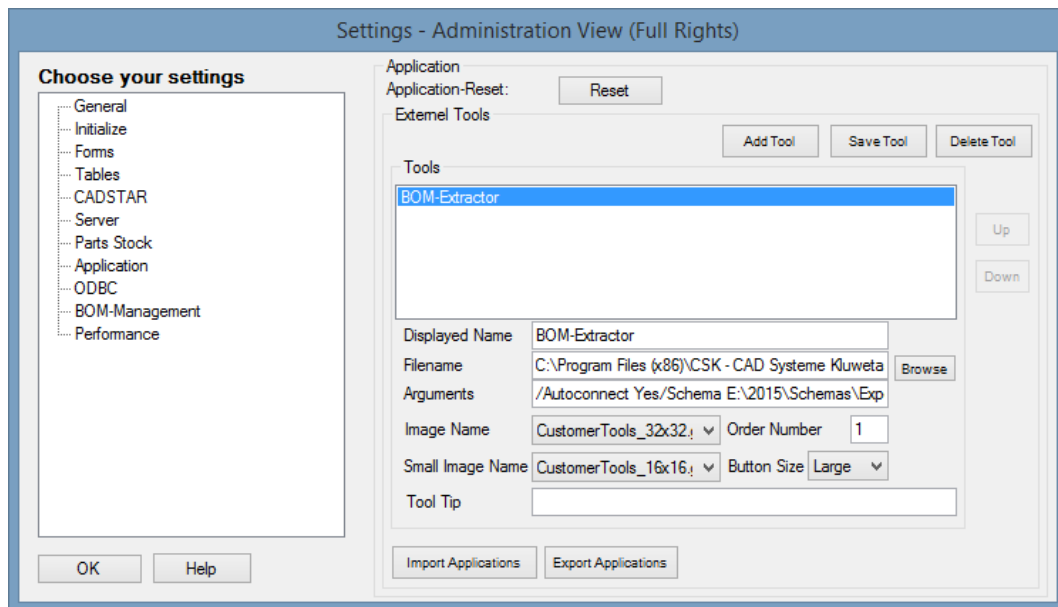 Settings - Administration View (Full Rights)
Choose your settings
General
Initialize
Forms
Tables
CADSTAR
Server
Parts Stock
Application
ODBC
BOM-Management
Performance
OK Help
Application
Application-Reset: Reset
Externel Tools
Add Tool Save Tool Delete Tool
Tools
BOM-Extractor
Up
Down
Displayed Name BOM-Extractor
Filename C:\Program Files (x86)\CSK - CAD Systeme Kluweta Browse
Arguments /Autoconnect Yes/Schema E:\2015\Schemas\Exp
Image Name CustomerTools_32x32.g Order Number 1
Small Image Name CustomerTools_16x16.g Button Size Large
Tool Tip
Import Applications Export Applications